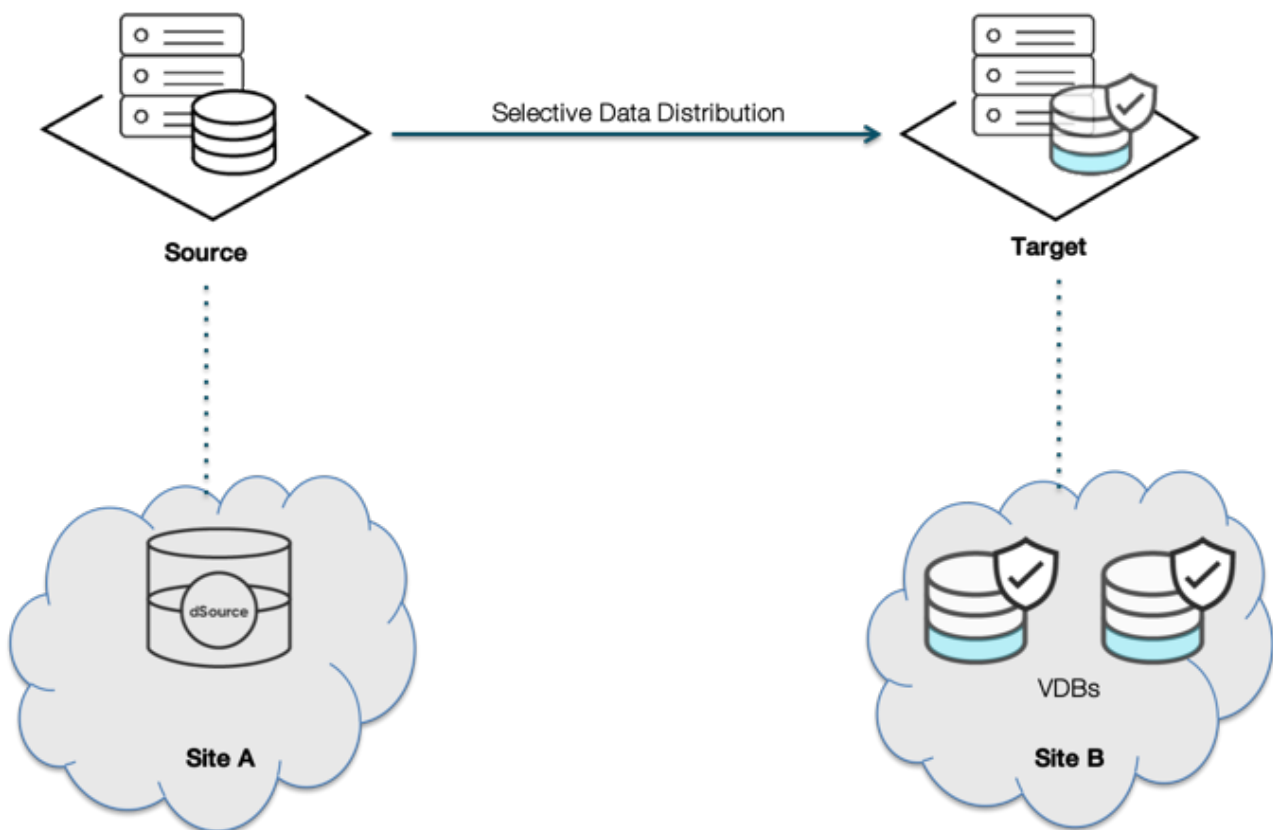 Selective Data Distribution
Source
Target
dSource
VDBs
Site A
Site B